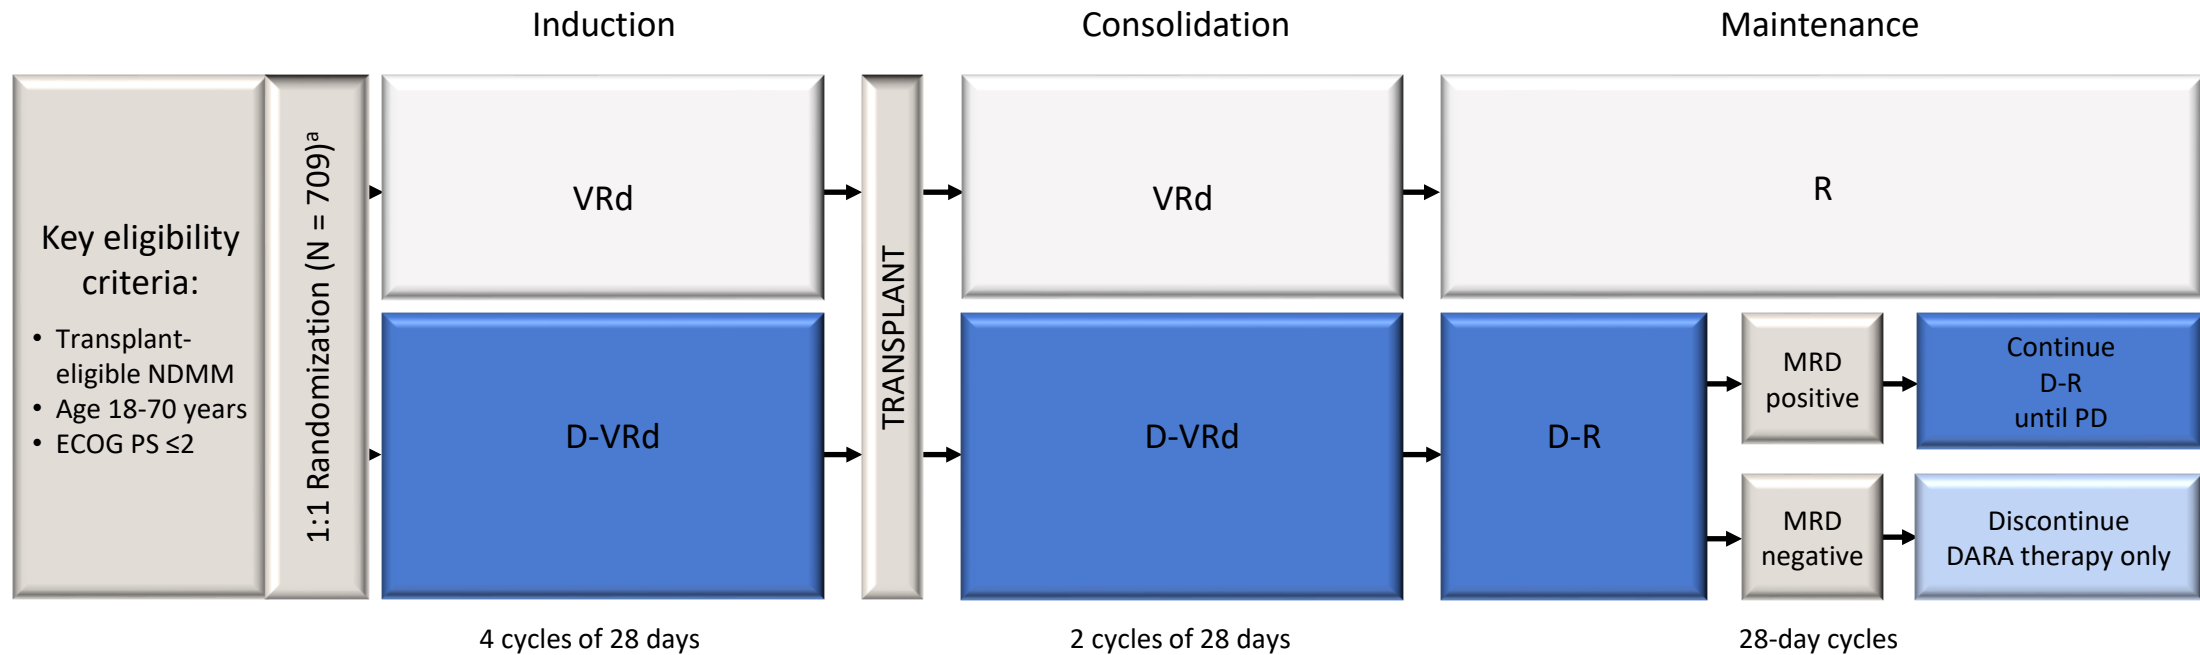 Induction
Consolidation
Maintenance
Key eligibility
criteria:
• Transplant-
eligible NDMM
• Age 18-70 years
• ECOG PS ≤2
1:1 Randomization (N = 709)ᵃ
VRd
D-VRd
TRANSPLANT
VRd
D-VRd
R
D-R
MRD
positive
Continue
D-R
until PD
MRD
negative
Discontinue
DARA therapy only
4 cycles of 28 days
2 cycles of 28 days
28-day cycles